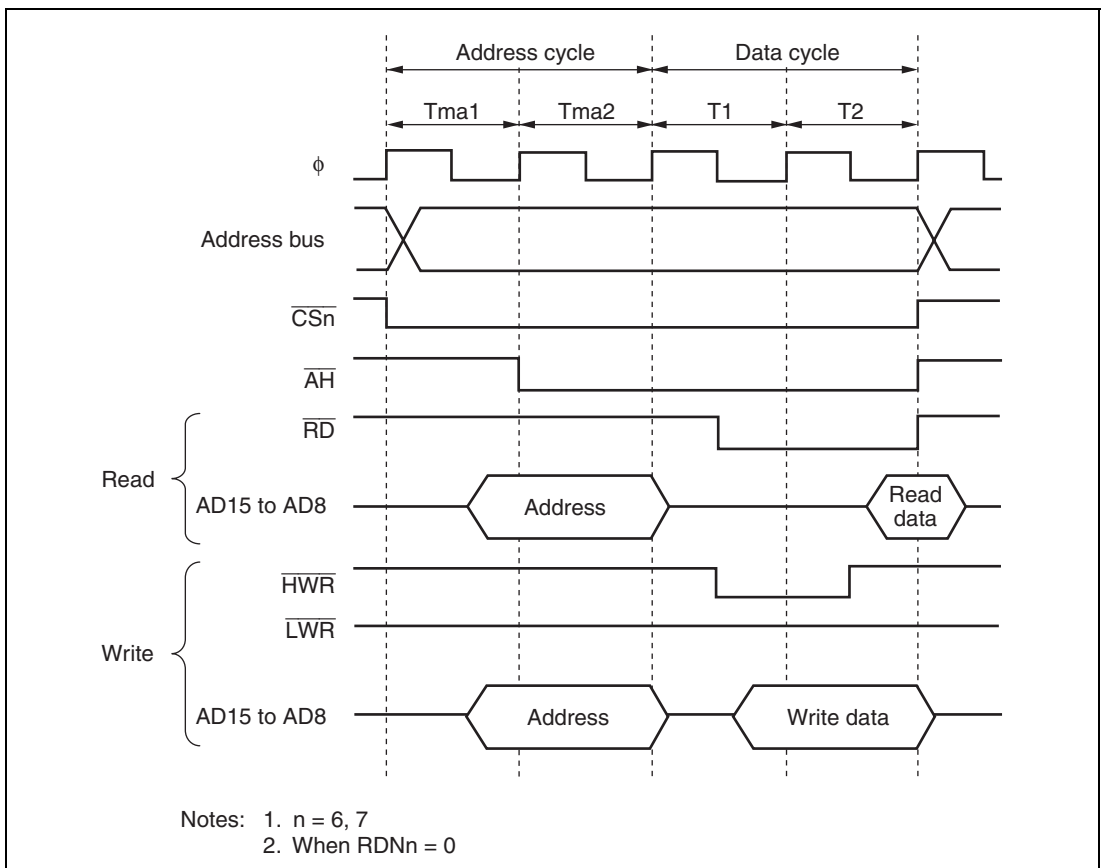 Address cycle Data cycle
Tma1 Tma2 T1 T2
ϕ
Address bus
CSn
AH
RD
Read
AD15 to AD8 Address Read data
HWR
LWR
Write
AD15 to AD8 Address Write data
Notes: 1. n = 6, 7
2. When RDNn = 0